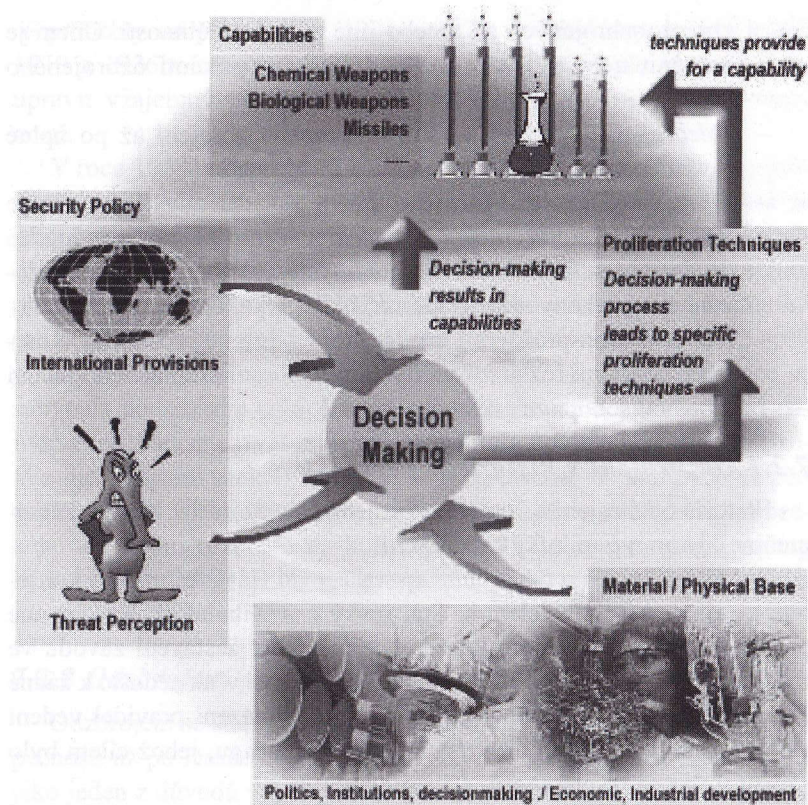 Capabilities
Chemical Weapons
Biological Weapons
Missiles
techniques provide
for a capability
Security Policy
International Provisions
Threat Perception
Decision-making
results in
capabilities
Proliferation Techniques
Decision-making
process
leads to specific
proliferation
techniques
Decision
Making
Material / Physical Base
Politics, Institutions, decisionmaking ./ Economic, Industrial development